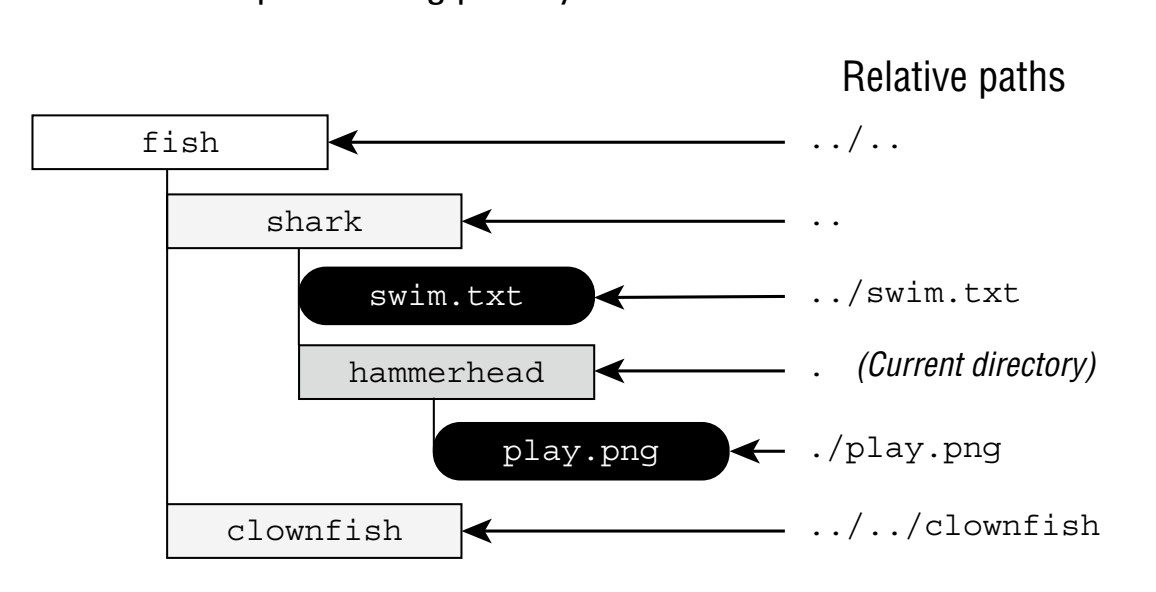 Relative paths
fish ../..
shark ..
swim.txt ../swim.txt
hammerhead . (Current directory)
play.png ./play.png
clownfish ../../clownfish